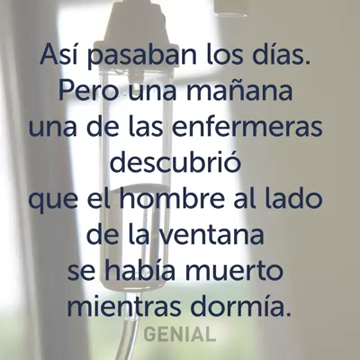 Así pasaban los días.
Pero una mañana
una de las enfermeras
descubrió
que el hombre al lado
de la ventana
se había muerto
mientras dormía.
GENIAL